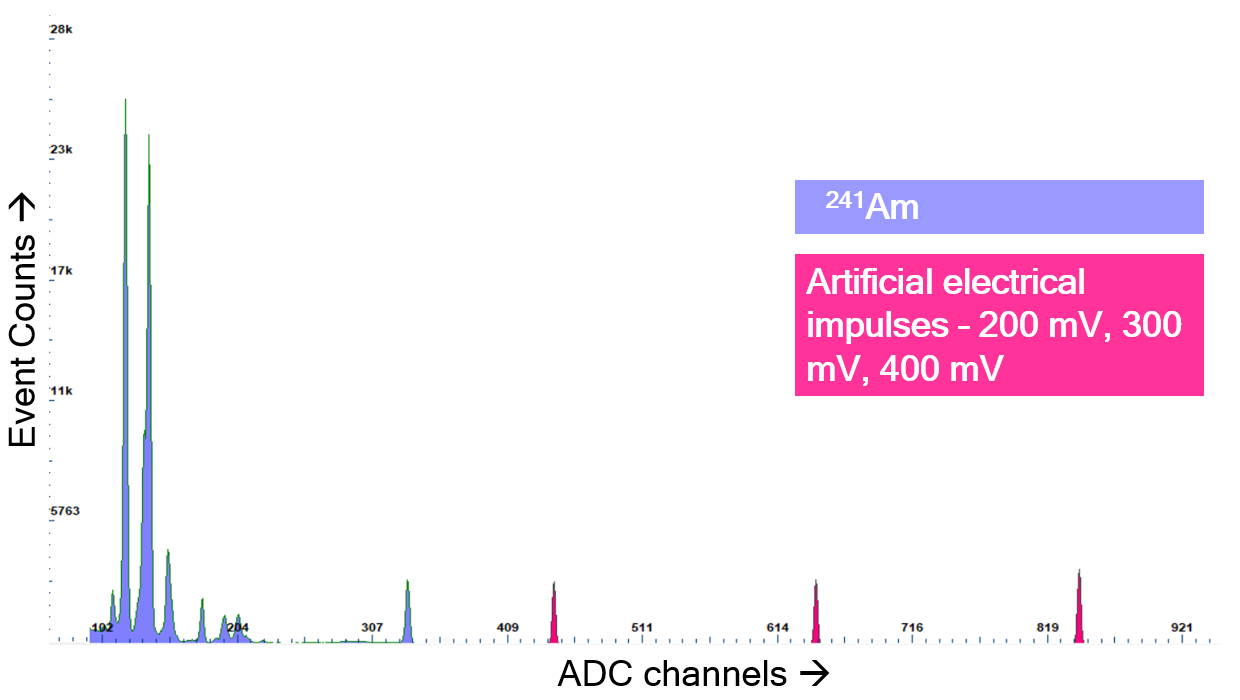 28k
23k
17k
11k
5763
Event Counts →
²⁴¹Am
Artificial electrical
impulses – 200 mV, 300
mV, 400 mV
102 204 307 409 511 614 716 819 921
ADC channels →